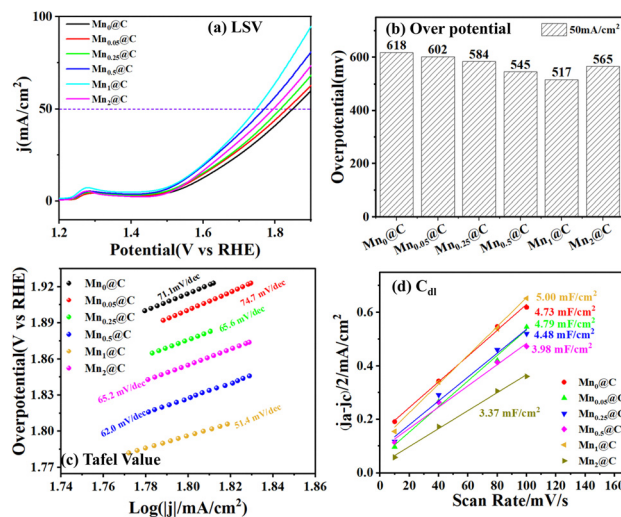 (a) LSV
Mn₀@C
Mn₀.₀₅@C
Mn₀.₂₅@C
Mn₀.₅@C
Mn₁@C
Mn₂@C
j(mA/cm²)
100
50
0
1.2
1.4
1.6
1.8
Potential(V vs RHE)
(b) Over potential
50mA/cm²
618
602
584
545
517
565
Overpotential(mv)
600
400
200
0
Mn₀@C
Mn₀.₀₅@C
Mn₀.₂₅@C
Mn₀.₅@C
Mn₁@C
Mn₂@C
Mn₀@C
Mn₀.₀₅@C
Mn₀.₂₅@C
Mn₀.₅@C
Mn₁@C
Mn₂@C
71.1mV/dec
74.7mV/dec
65.6 mV/dec
65.2 mV/dec
62.0 mV/dec
51.4 mV/dec
Overpotential(V vs RHE)
1.92
1.89
1.86
1.83
1.80
1.77
(c) Tafel Value
1.74
1.76
1.78
1.80
1.82
1.84
1.86
Log(|j|/mA/cm²)
(d) Cdl
5.00 mF/cm²
4.73 mF/cm²
4.79 mF/cm²
4.48 mF/cm²
3.98 mF/cm²
3.37 mF/cm²
Mn₀@C
Mn₀.₀₅@C
Mn₀.₂₅@C
Mn₀.₅@C
Mn₁@C
Mn₂@C
(ja-jc)/2/mA/cm²
0.6
0.4
0.2
0.0
0
20
40
60
80
100
120
140
Scan Rate/mV/s